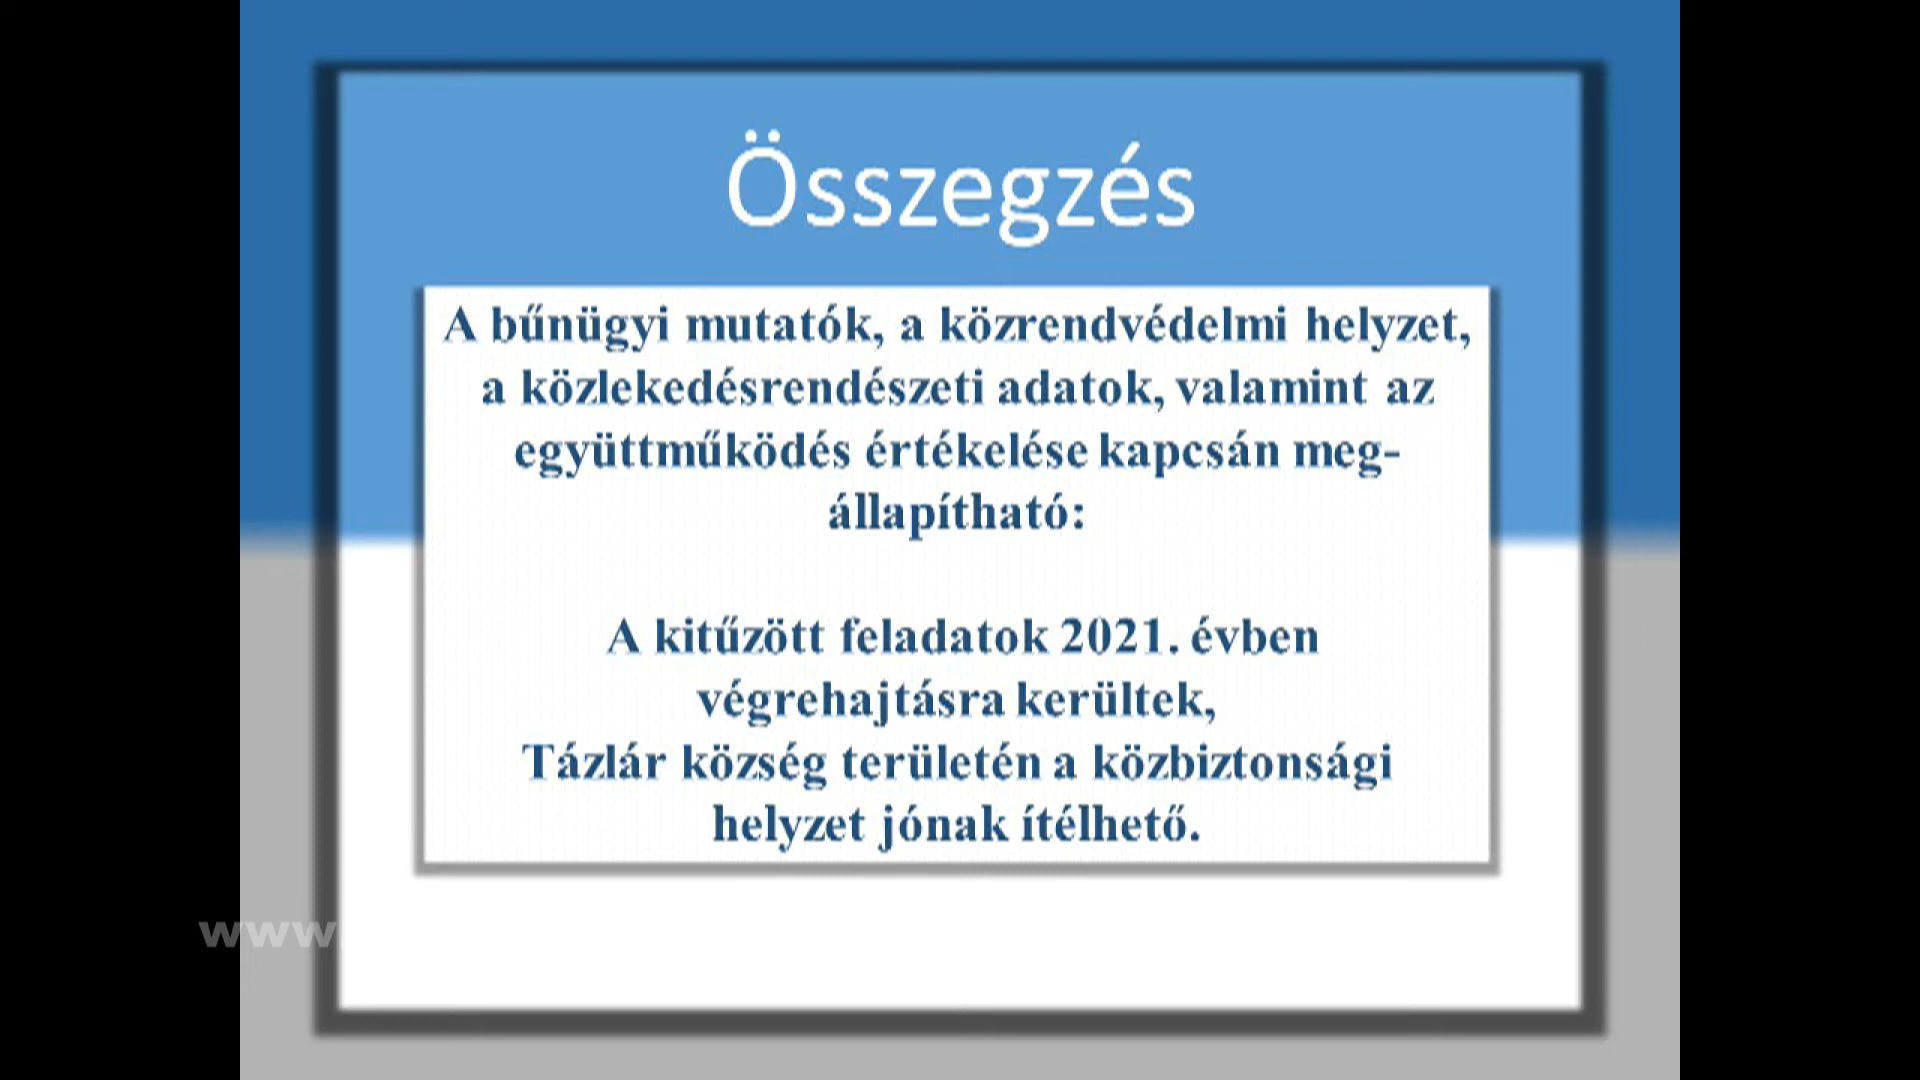 Összegzés
A bűnügyi mutatók, a közrendvédelmi helyzet,
a közlekedésrendészeti adatok, valamint az
együttműködés értékelése kapcsán meg-
állapítható:
A kitűzött feladatok 2021. évben
végrehajtásra kerültek,
Tázlár község területén a közbiztonsági
helyzet jónak ítélhető.
www.